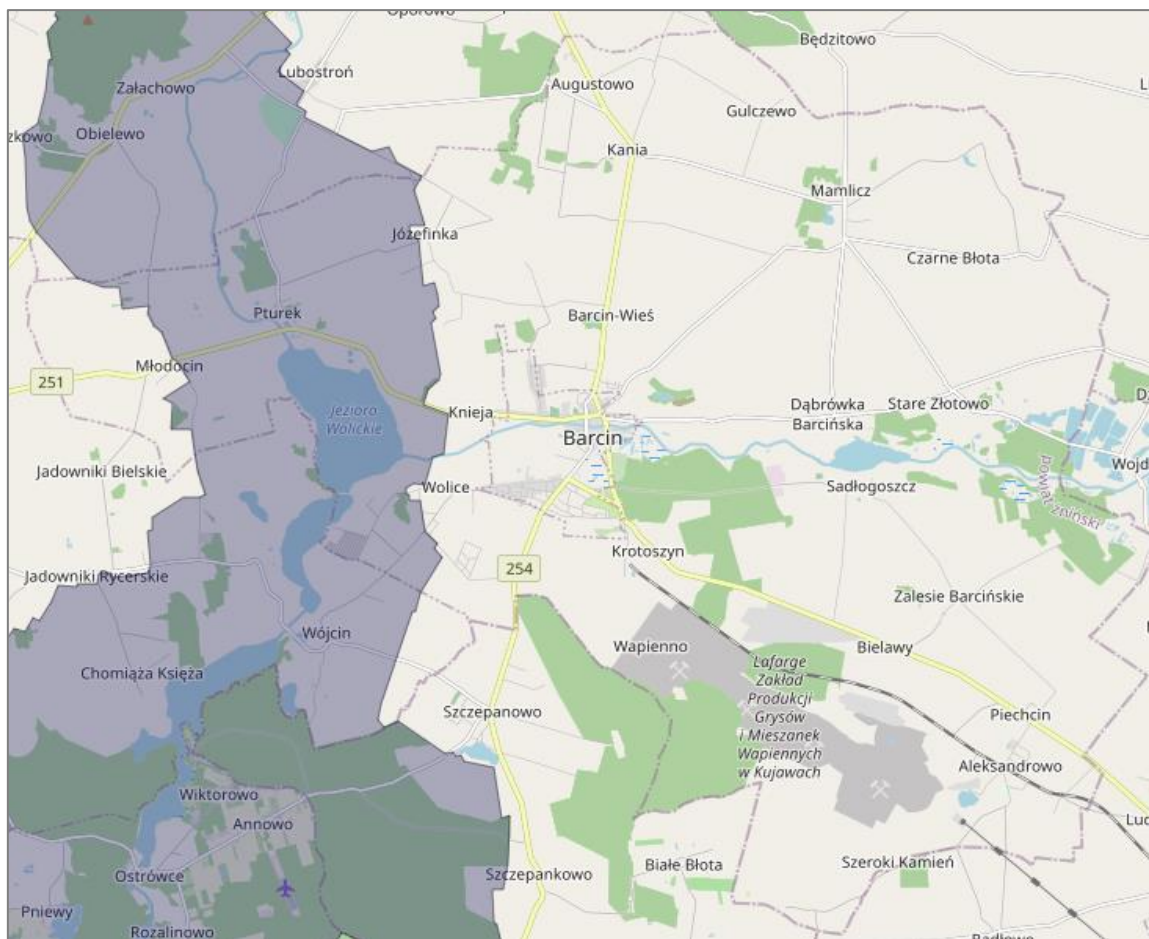 Oporowo
Będzitowo
Lubostroń
Załachowo
Augustowo
Gulczewo
Obielewo
zkowo
Kania
Mamlicz
Józefinka
Czarne Błota
Pturek
Barcin-Wieś
Młodocin
251
Jezioro
Wolickie
Knieja
Dąbrówka
Barcińska
Stare Złotowo
Barcin
Jadowniki Bielskie
Wolice
Sadłogoszcz
Wojd
powiat żniński
Krotoszyn
254
Jadowniki Rycerskie
Zalesie Barcińskie
Wójcin
Wapienno
Bielawy
Chomiąża Księża
Lafarge
Zakład
Produkcji
Grysów
i Mieszanek
Wapiennych
w Kujawach
Szczepanowo
Piechcin
Aleksandrowo
Wiktorowo
Annowo
Lud
Ostrówce
Szczepankowo
Białe Błota
Szeroki Kamień
Pniewy
Rozalinowo